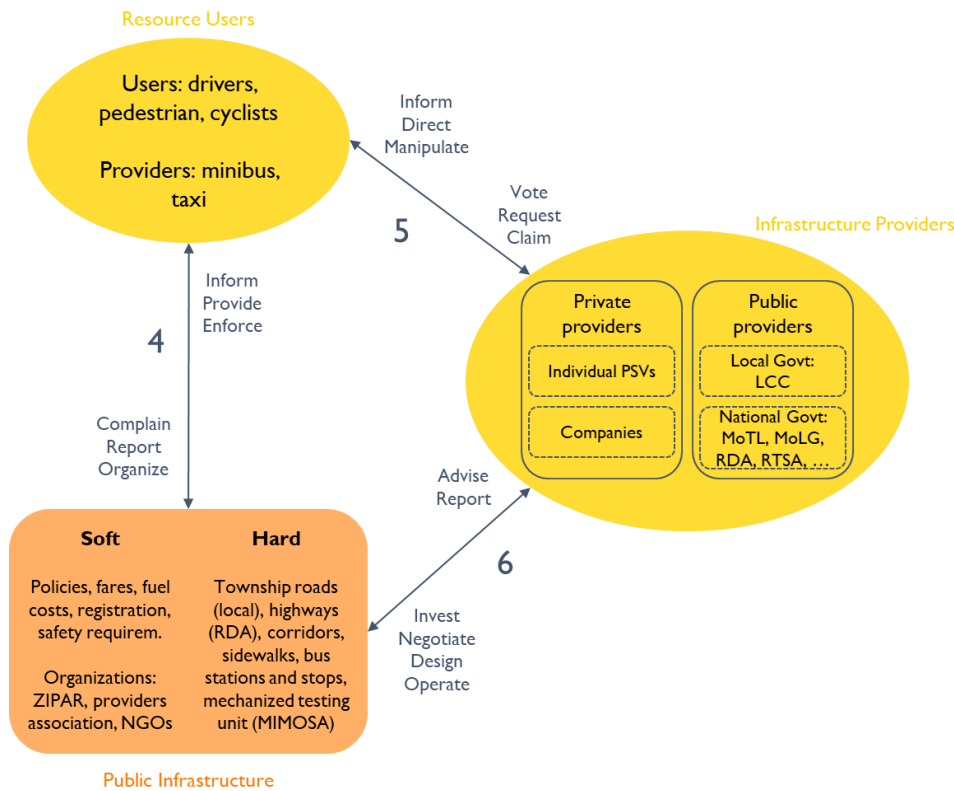 Resource Users
Users: drivers,
pedestrian, cyclists
Providers: minibus,
taxi
Inform
Direct
Manipulate
5
Vote
Request
Claim
Infrastructure Providers
Private
providers
Individual PSVs
Companies
Public
providers
Local Govt:
LCC
National Govt:
MoTL, MoLG,
RDA, RTSA, ...
Inform
Provide
Enforce
4
Complain
Report
Organize
Advise
Report
6
Invest
Negotiate
Design
Operate
Soft
Policies, fares, fuel
costs, registration,
safety requirem.
Organizations:
ZIPAR, providers
association, NGOs
Hard
Township roads
(local), highways
(RDA), corridors,
sidewalks, bus
stations and stops,
mechanized testing
unit (MIMOSA)
Public Infrastructure